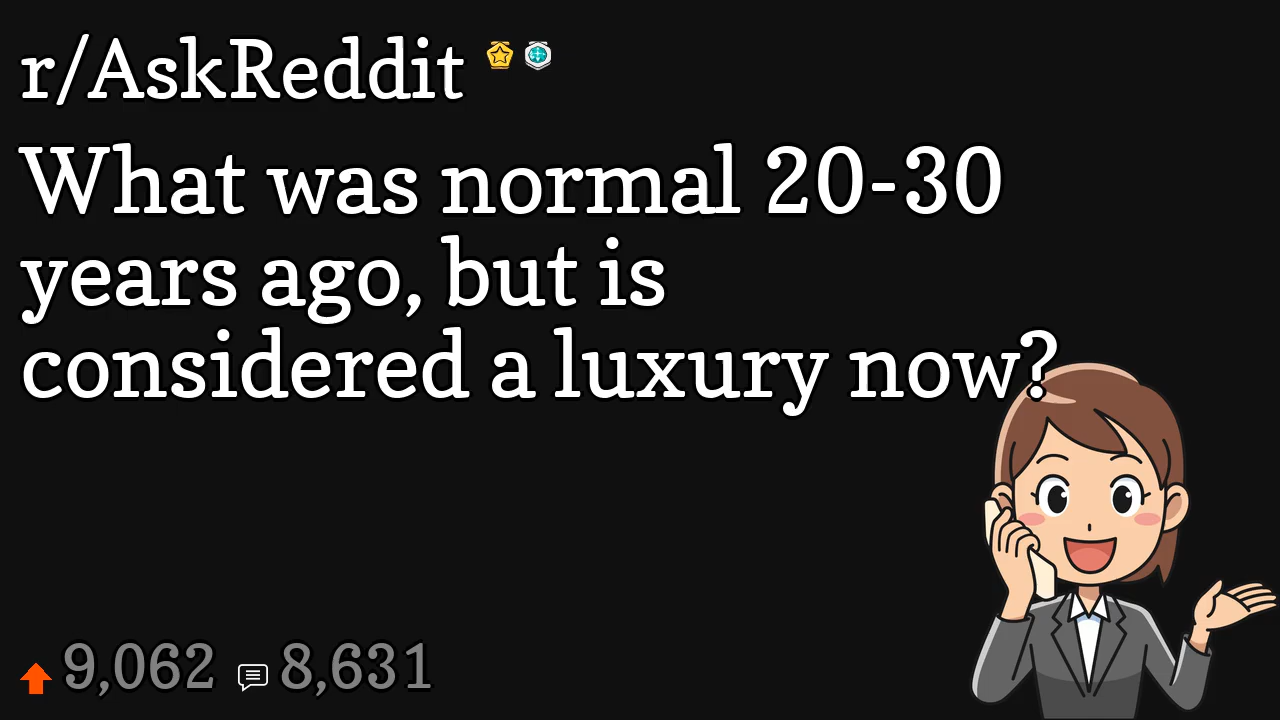 r/AskReddit
What was normal 20-30
years ago, but is
considered a luxury now?
9,062 8,631